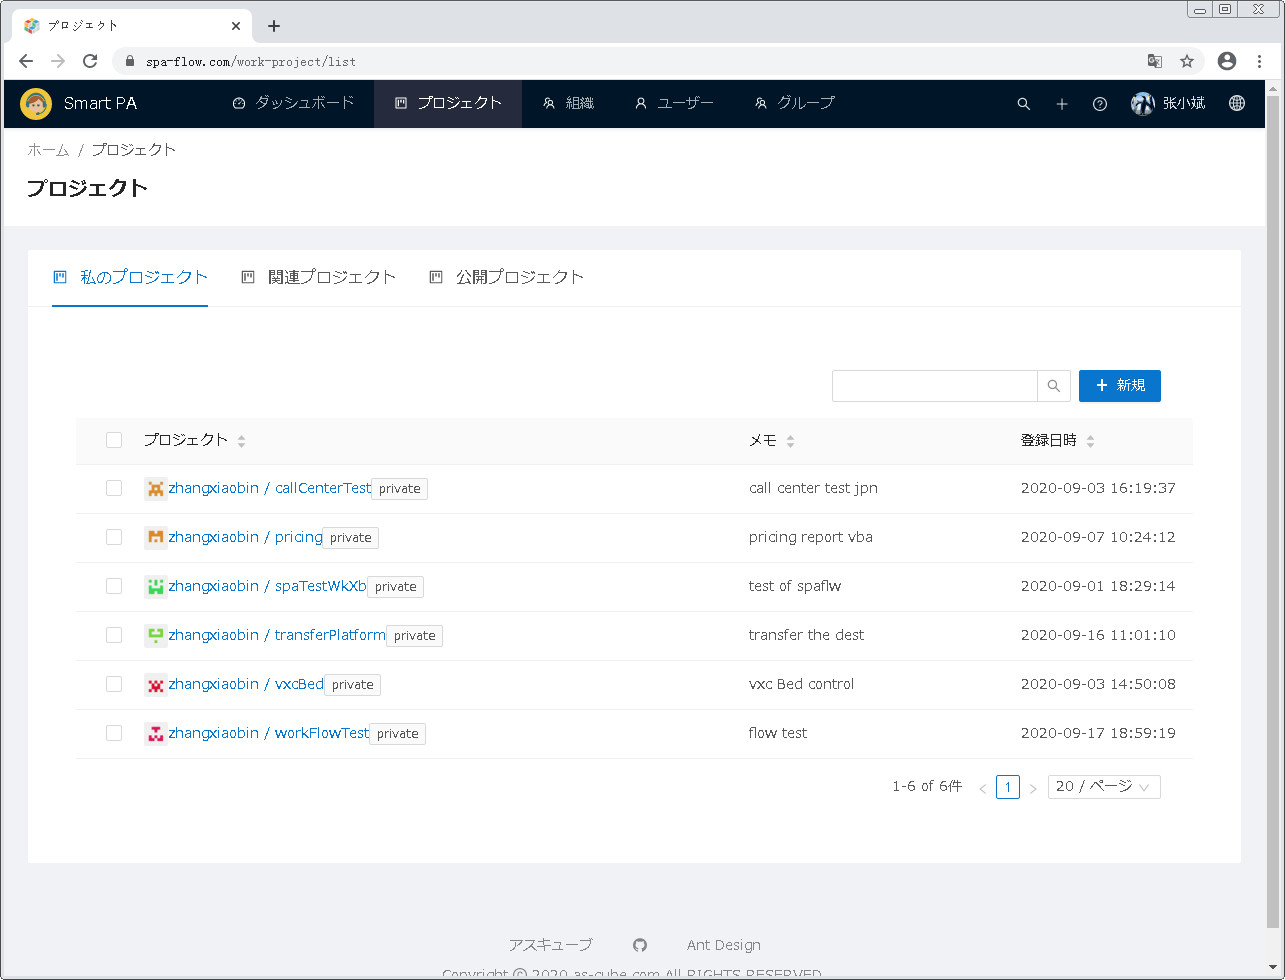 プロジェクト
spa-flow.com/work-project/list
Smart PA ダッシュボード プロジェクト 組織 ユーザー グループ 张小斌
ホーム / プロジェクト
プロジェクト
私のプロジェクト 関連プロジェクト 公開プロジェクト
新規
プロジェクト メモ 登録日時
zhangxiaobin / callCenterTest private call center test jpn 2020-09-03 16:19:37
zhangxiaobin / pricing private pricing report vba 2020-09-07 10:24:12
zhangxiaobin / spaTestWkXb private test of spaflw 2020-09-01 18:29:14
zhangxiaobin / transferPlatform private transfer the dest 2020-09-16 11:01:10
zhangxiaobin / vxcBed private vxc Bed control 2020-09-03 14:50:08
zhangxiaobin / workFlowTest private flow test 2020-09-17 18:59:19
1-6 of 6件 < 1 > 20 / ページ
アスキューブ Ant Design
Copyright © 2020 as-cube.com All RIGHTS RESERVED